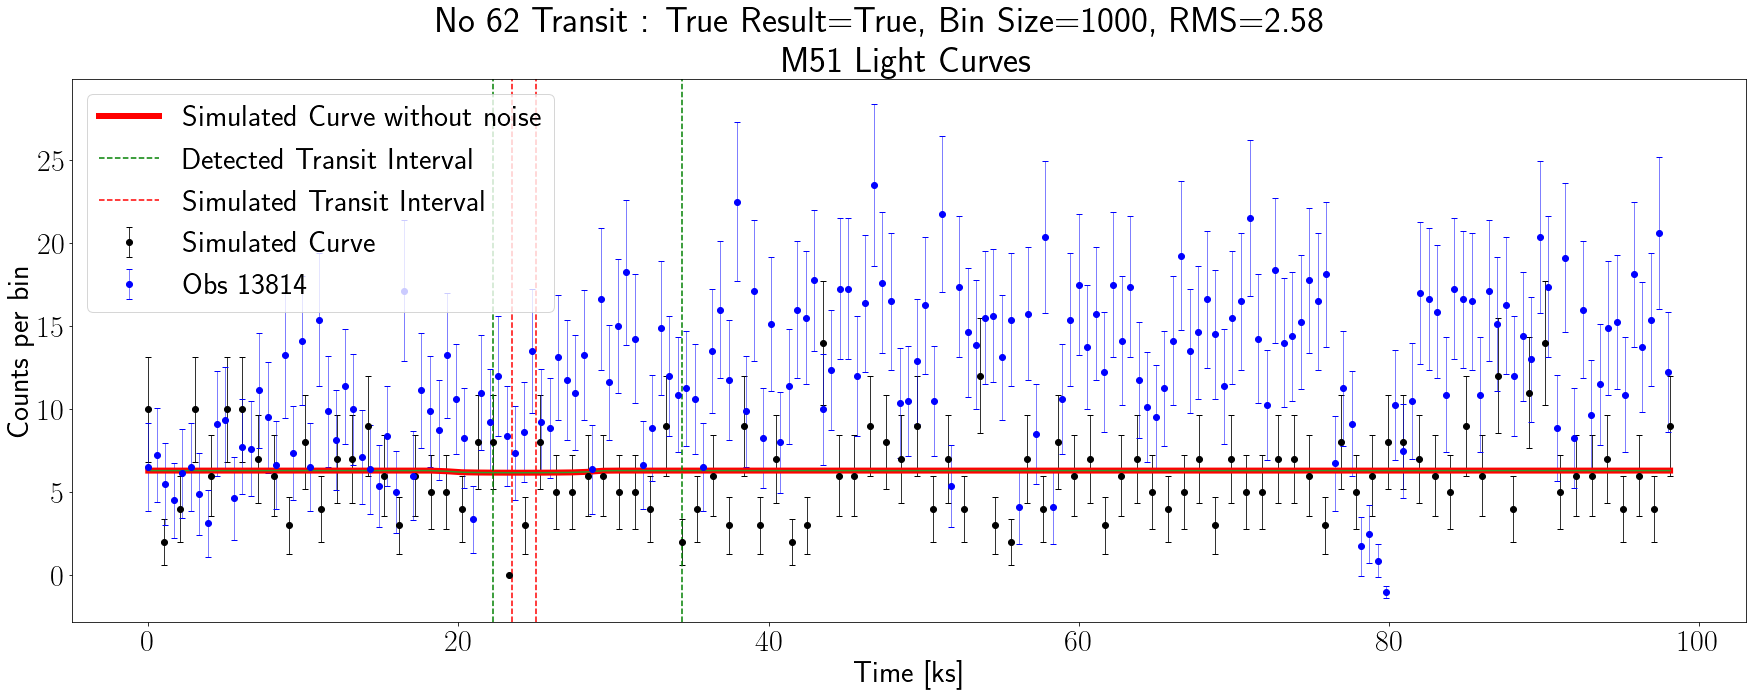 No 62 Transit : True Result=True, Bin Size=1000, RMS=2.58
M51 Light Curves
Simulated Curve without noise
Detected Transit Interval
Simulated Transit Interval
Simulated Curve
Obs 13814
Counts per bin
25
20
15
10
5
0
0 20 40 60 80 100
Time [ks]